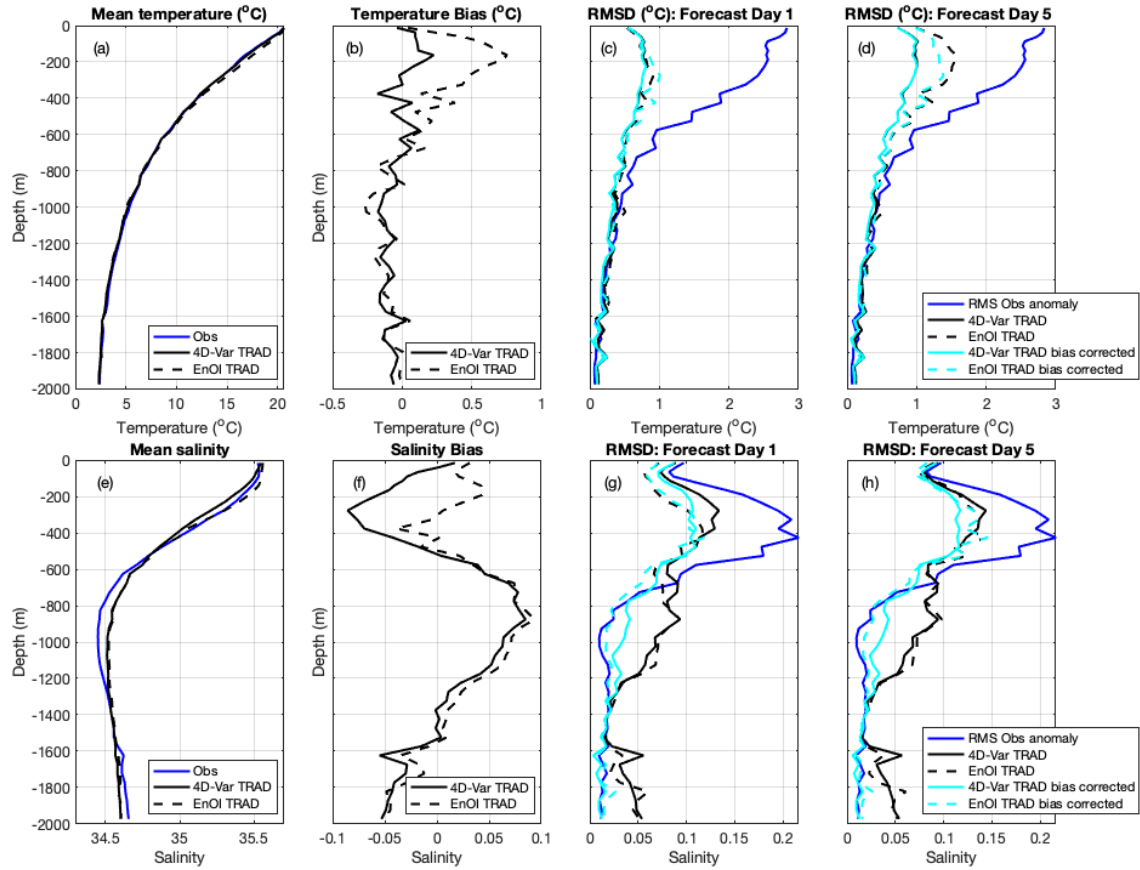 Mean temperature (°C)
(a)
0
-200
-400
-600
-800
-1000
-1200
-1400
-1600
-1800
-2000
Depth (m)
0
5
10
15
20
Temperature (°C)
Obs
4D-Var TRAD
EnOI TRAD
Temperature Bias (°C)
(b)
Depth (m)
-0.5
0
0.5
1
Temperature (°C)
4D-Var TRAD
EnOI TRAD
RMSD (°C): Forecast Day 1
(c)
0
1
2
3
Temperature (°C)
RMSD (°C): Forecast Day 5
(d)
0
1
2
3
Temperature (°C)
RMS Obs anomaly
4D-Var TRAD
EnOI TRAD
4D-Var TRAD bias corrected
EnOI TRAD bias corrected
Mean salinity
(e)
0
-200
-400
-600
-800
-1000
-1200
-1400
-1600
-1800
-2000
Depth (m)
34.5
35
35.5
Salinity
Obs
4D-Var TRAD
EnOI TRAD
Salinity Bias
(f)
Depth (m)
-0.1
-0.05
0
0.05
0.1
Salinity
4D-Var TRAD
EnOI TRAD
RMSD: Forecast Day 1
(g)
0
0.05
0.1
0.15
0.2
Salinity
RMSD: Forecast Day 5
(h)
0
0.05
0.1
0.15
0.2
Salinity
RMS Obs anomaly
4D-Var TRAD
EnOI TRAD
4D-Var TRAD bias corrected
EnOI TRAD bias corrected